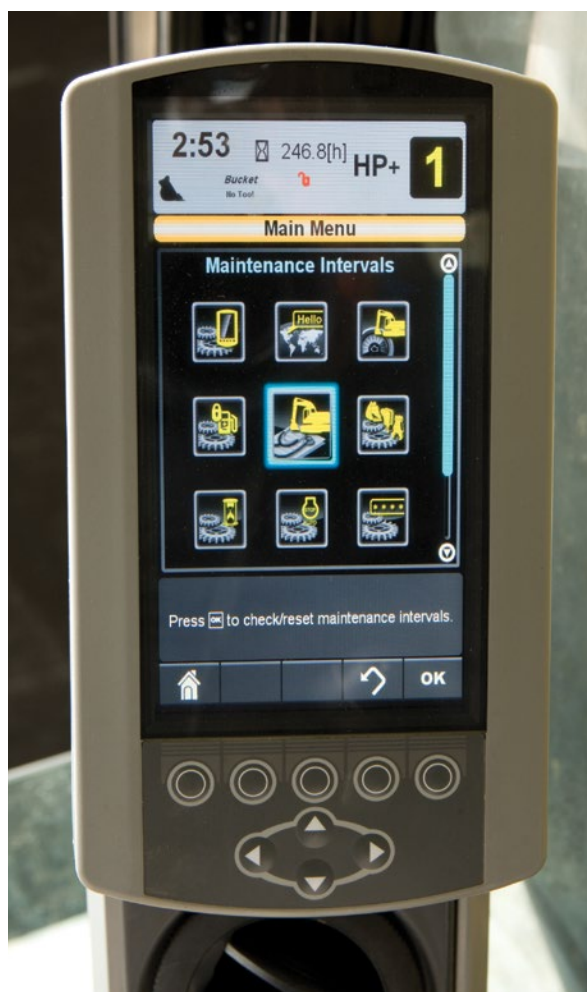 2:53 246.8[h] HP+ 1
Bucket
No Tool
Main Menu
Maintenance Intervals
Hello
Press OK to check/reset maintenance intervals.
OK